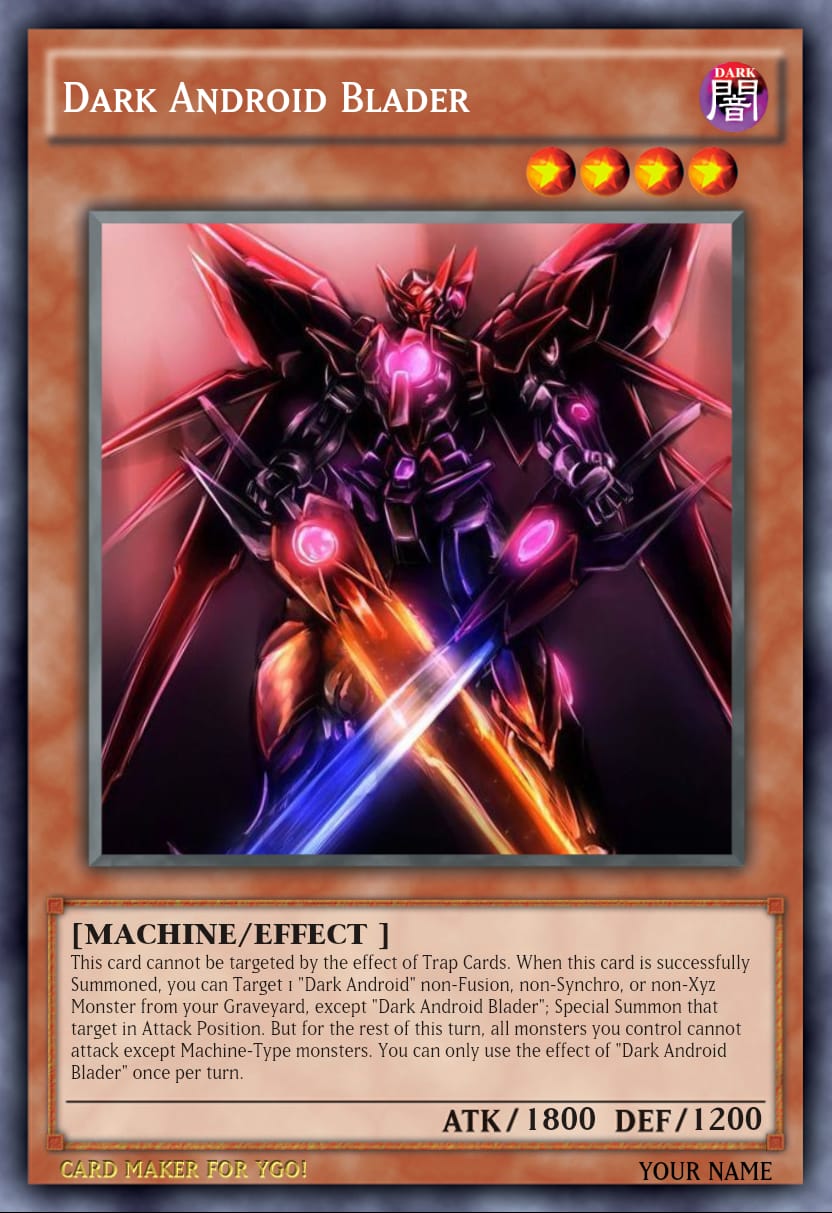 Dark Android Blader
DARK
闇
[MACHINE/EFFECT ]
This card cannot be targeted by the effect of Trap Cards. When this card is successfully
Summoned, you can Target 1 "Dark Android" non-Fusion, non-Synchro, or non-Xyz
Monster from your Graveyard, except "Dark Android Blader"; Special Summon that
target in Attack Position. But for the rest of this turn, all monsters you control cannot
attack except Machine-Type monsters. You can only use the effect of "Dark Android
Blader" once per turn.
ATK/1800 DEF/1200
CARD MAKER FOR YGO! YOUR NAME